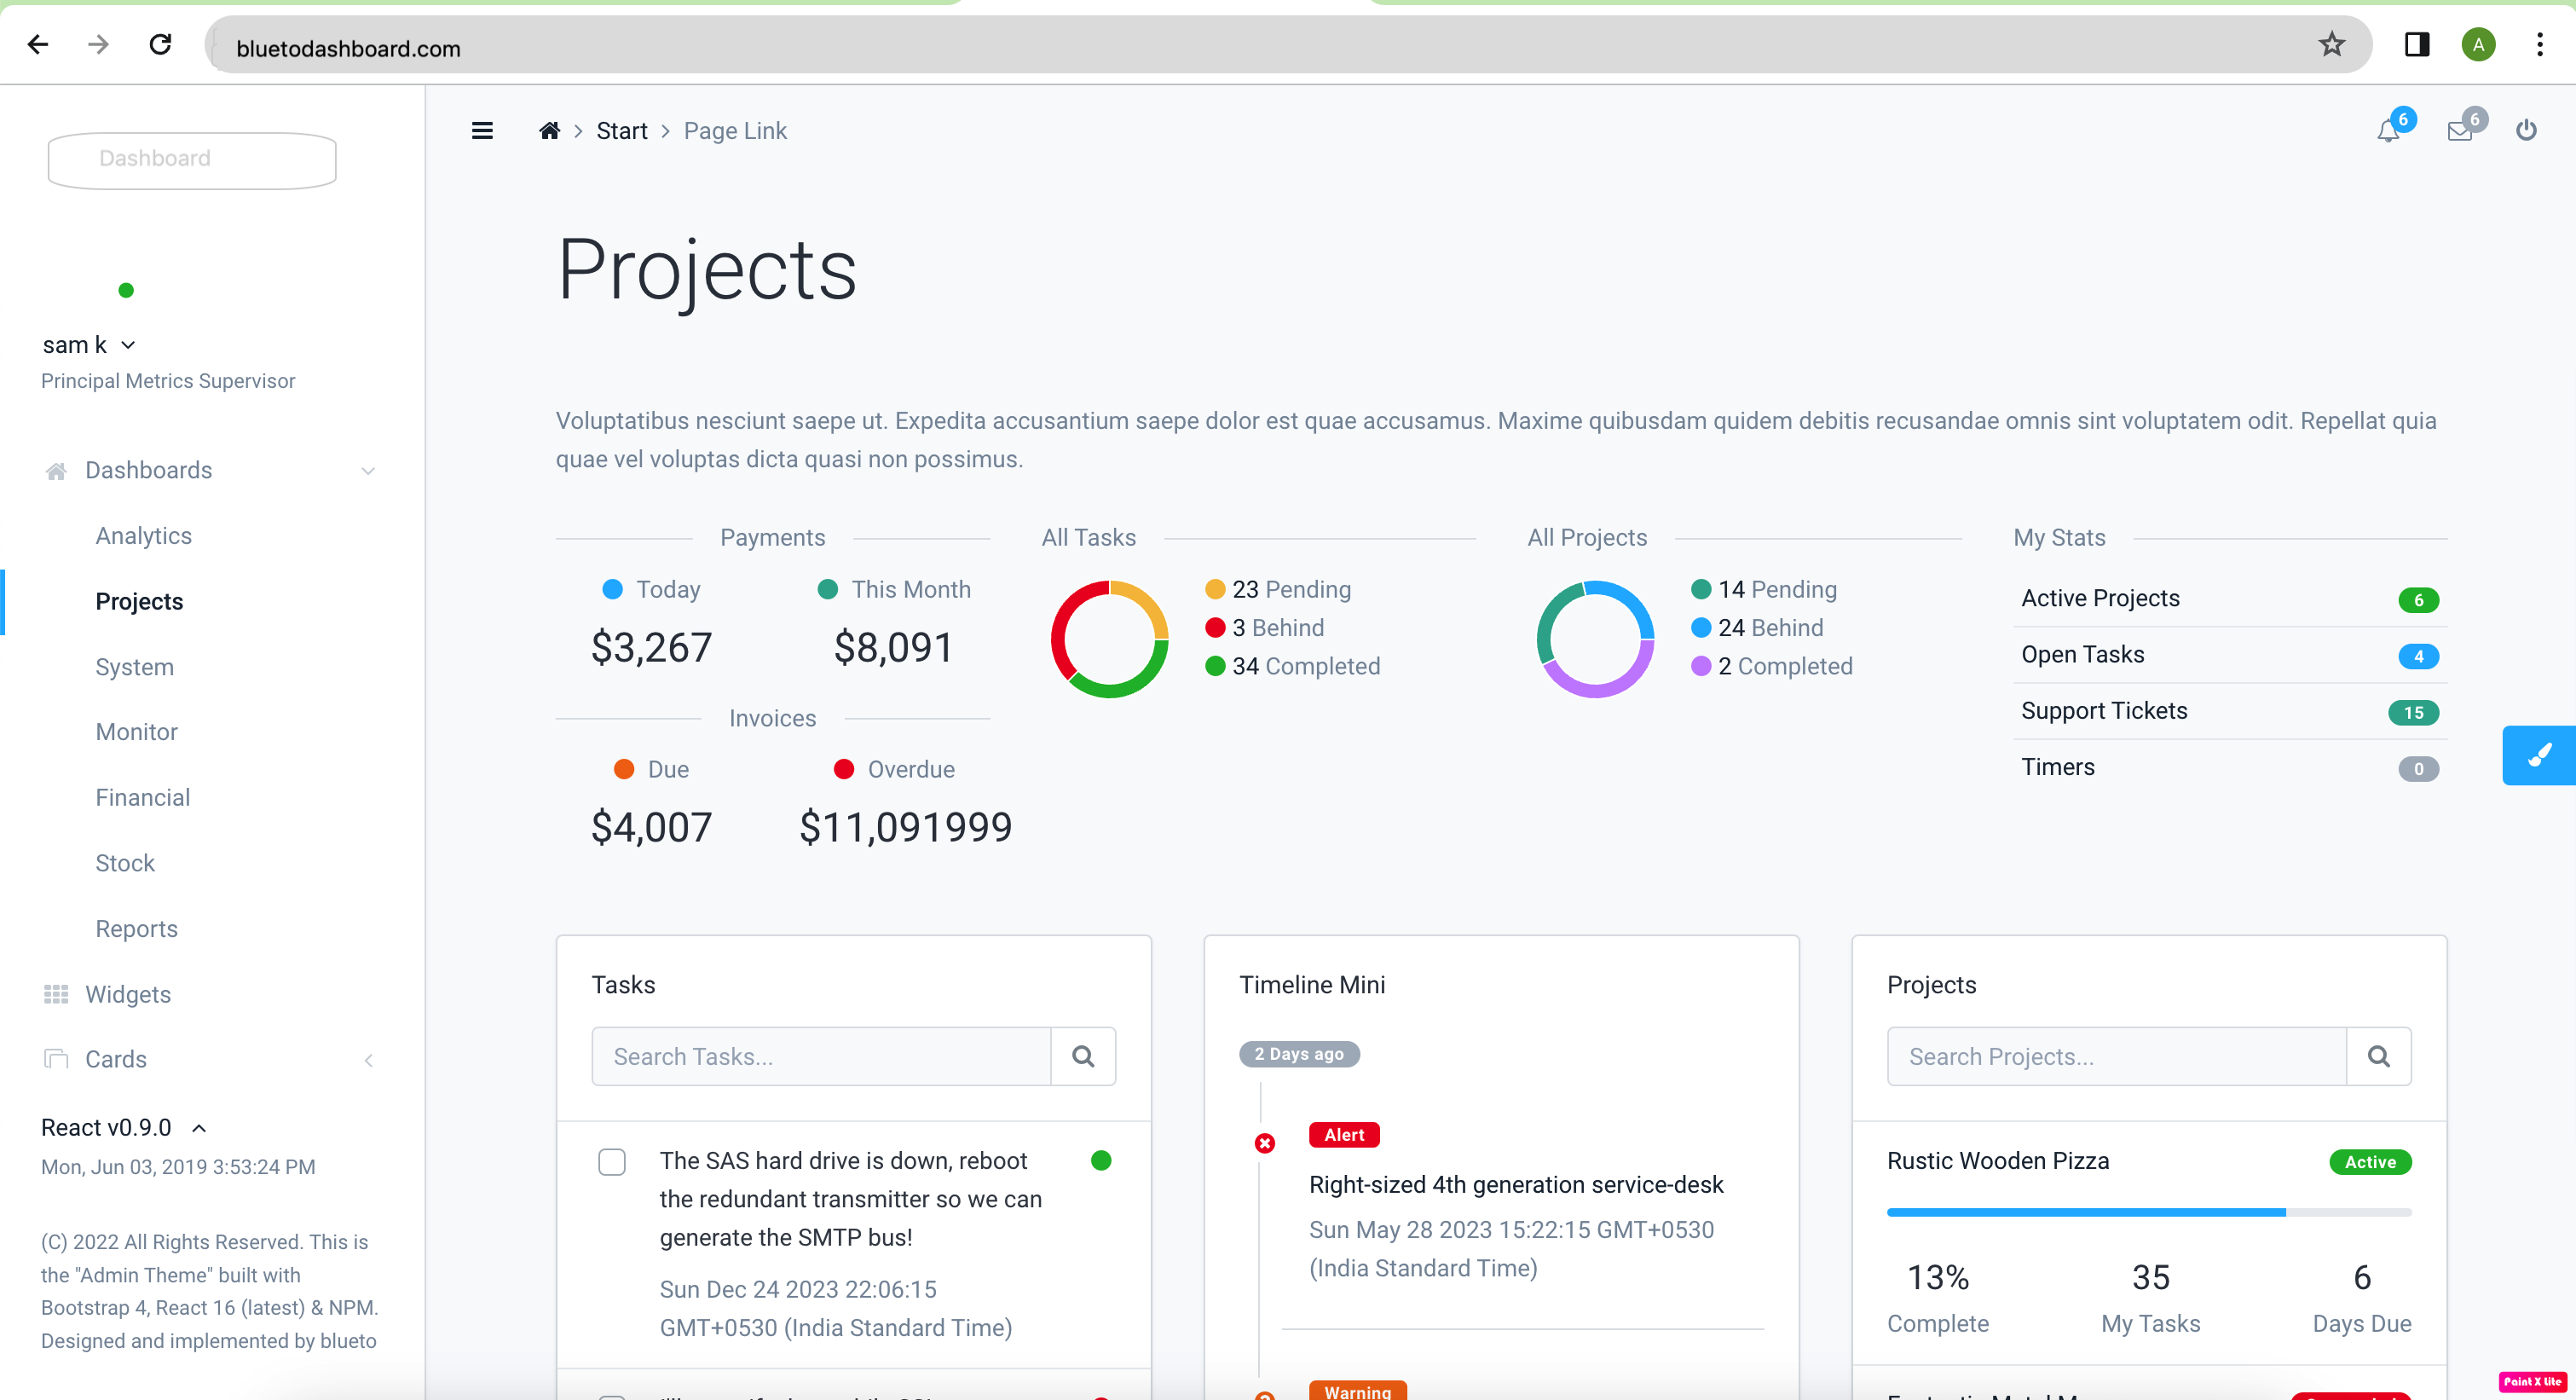 bluetodashboard.com
A
Dashboard
Start
Page Link
6
6
sam k
Principal Metrics Supervisor
Dashboards
Analytics
Projects
System
Monitor
Financial
Stock
Reports
Widgets
Cards
React v0.9.0
Mon, Jun 03, 2019 3:53:24 PM
(C) 2022 All Rights Reserved. This is
the "Admin Theme" built with
Bootstrap 4, React 16 (latest) & NPM.
Designed and implemented by blueto
Projects
Voluptatibus nesciunt saepe ut. Expedita accusantium saepe dolor est quae accusamus. Maxime quibusdam quidem debitis recusandae omnis sint voluptatem odit. Repellat quia
quae vel voluptas dicta quasi non possimus.
Payments
Today
This Month
$3,267
$8,091
Invoices
Due
Overdue
$4,007
$11,091999
All Tasks
23 Pending
3 Behind
34 Completed
All Projects
14 Pending
24 Behind
2 Completed
My Stats
Active Projects 6
Open Tasks 4
Support Tickets 15
Timers 0
Tasks
Search Tasks...
The SAS hard drive is down, reboot
the redundant transmitter so we can
generate the SMTP bus!
Sun Dec 24 2023 22:06:15
GMT+0530 (India Standard Time)
Timeline Mini
2 Days ago
Alert
Right-sized 4th generation service-desk
Sun May 28 2023 15:22:15 GMT+0530
(India Standard Time)
Warning
Projects
Search Projects...
Rustic Wooden Pizza
Active
13%
35
6
Complete
My Tasks
Days Due
Paint X lite